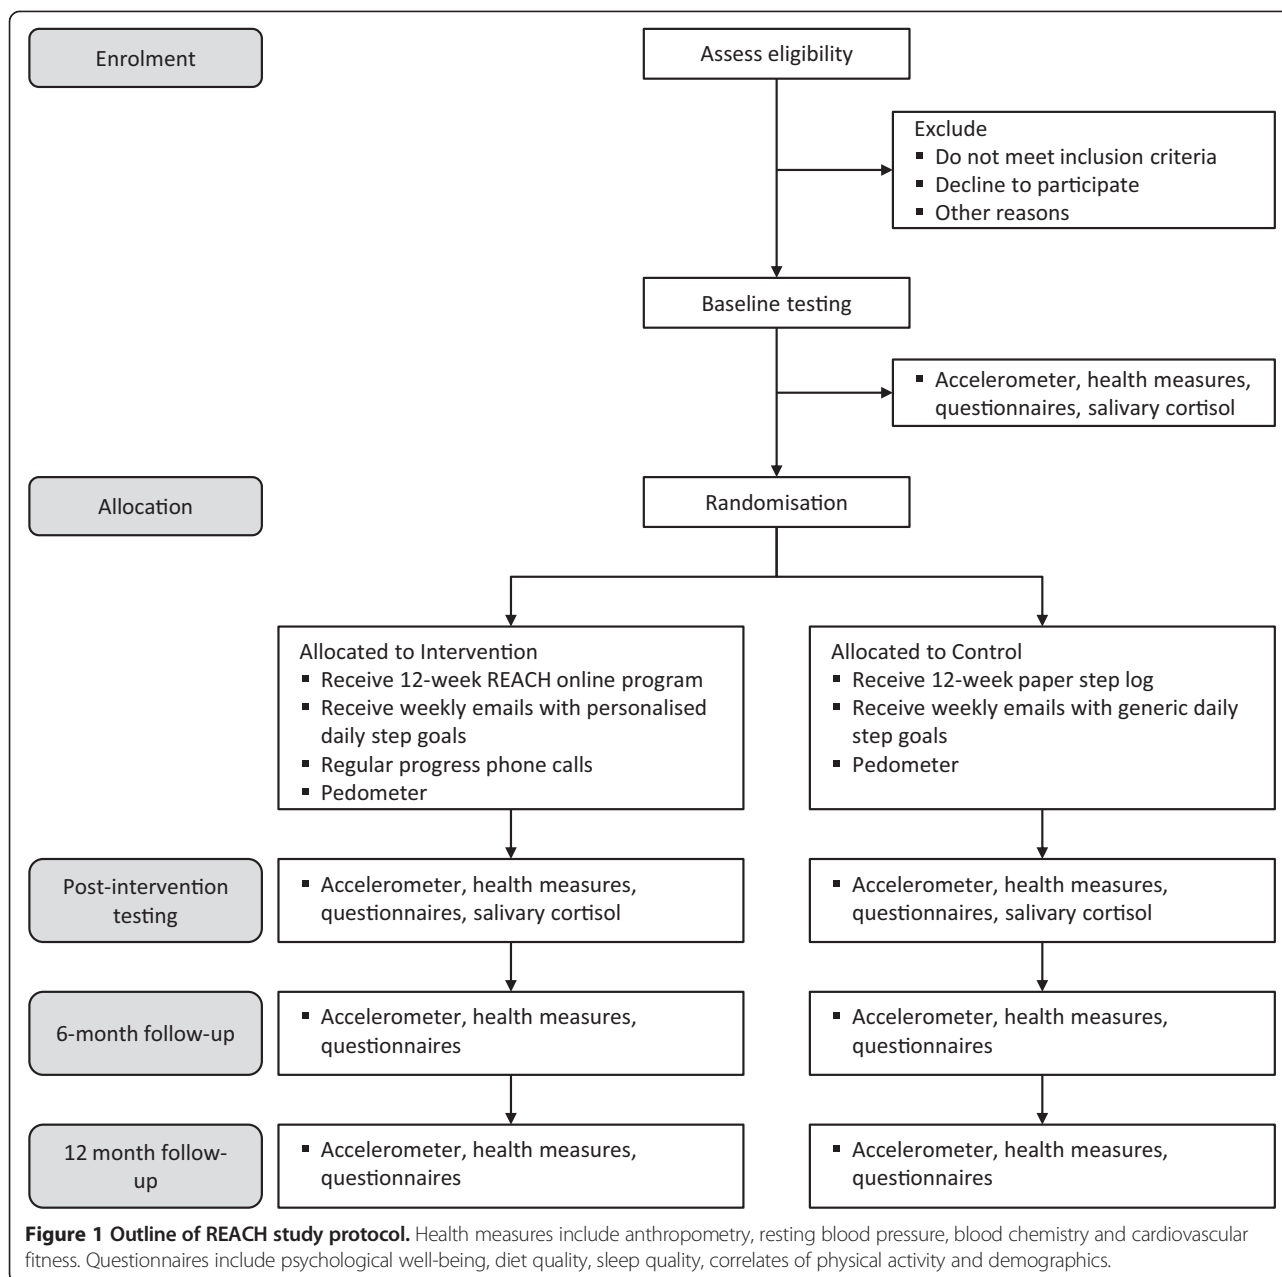 Enrolment
Assess eligibility
Exclude
▪ Do not meet inclusion criteria
▪ Decline to participate
▪ Other reasons
Baseline testing
▪ Accelerometer, health measures,
questionnaires, salivary cortisol
Allocation
Randomisation
Allocated to Intervention
▪ Receive 12-week REACH online program
▪ Receive weekly emails with personalised
daily step goals
▪ Regular progress phone calls
▪ Pedometer
Allocated to Control
▪ Receive 12-week paper step log
▪ Receive weekly emails with generic daily
step goals
▪ Pedometer
Post-intervention
testing
▪ Accelerometer, health measures,
questionnaires, salivary cortisol
▪ Accelerometer, health measures,
questionnaires, salivary cortisol
6-month follow-up
▪ Accelerometer, health measures,
questionnaires
▪ Accelerometer, health measures,
questionnaires
12 month follow-
up
▪ Accelerometer, health measures,
questionnaires
▪ Accelerometer, health measures,
questionnaires
Figure 1 Outline of REACH study protocol. Health measures include anthropometry, resting blood pressure, blood chemistry and cardiovascular
fitness. Questionnaires include psychological well-being, diet quality, sleep quality, correlates of physical activity and demographics.